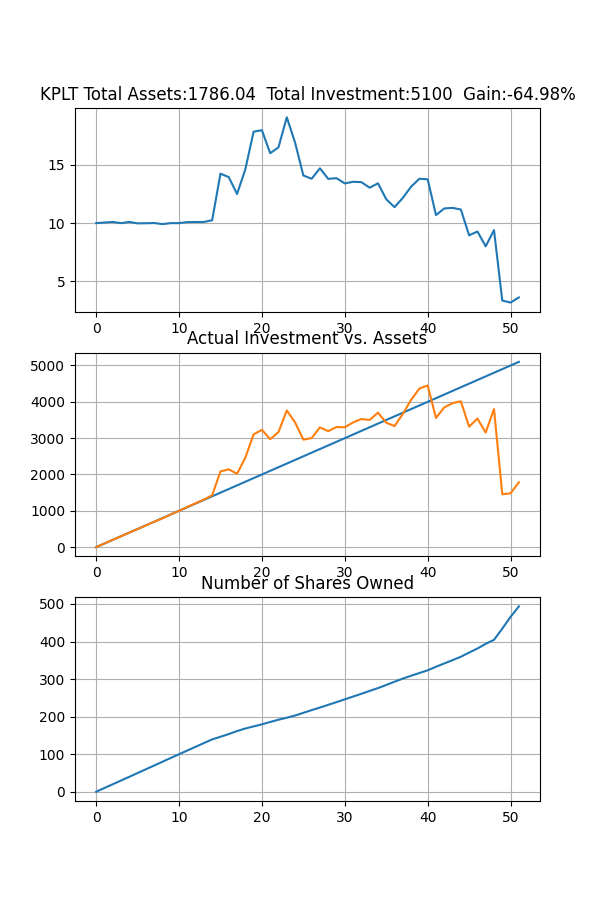 KPLT Total Assets:1786.04  Total Investment:5100  Gain:-64.98%
15
10
5
0 10 20 30 40 50
Actual Investment vs. Assets
5000
4000
3000
2000
1000
0
0 10 20 30 40 50
Number of Shares Owned
500
400
300
200
100
0
0 10 20 30 40 50